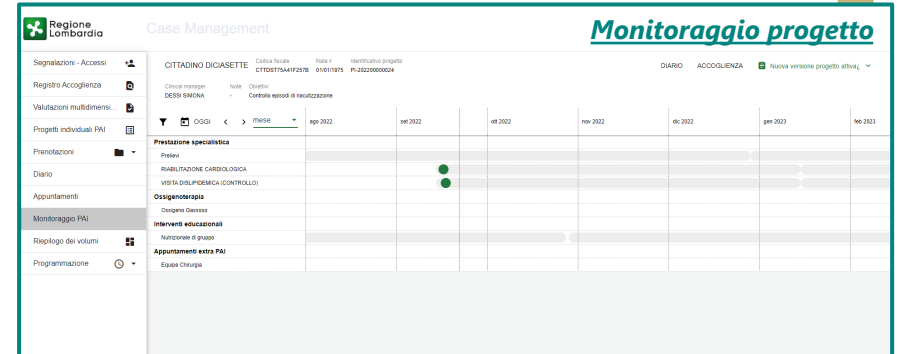 Regione
Lombardia
Case Management
Monitoraggio progetto
Segnalazioni - Accessi
Registro Accoglienza
Valutazioni multidimensi...
Progetti individuali PAI
Prenotazioni
Diario
Appuntamenti
Monitoraggio PAI
Riepilogo dei volumi
Programmazione
CITTADINO DICIASETTE
Codice fiscale
CTTDST75A41F257B
Nata il
01/01/1975
Identificativo progetto
PI-202200000024
DIARIO
ACCOGLIENZA
Nuova versione progetto attiva¿
Clinical manager
DESSI SIMONA
Note
-
Obiettivi
Controllo episodi di riacutizzazione
OGGI
mese
ago 2022
set 2022
ott 2022
nov 2022
dic 2022
gen 2023
feb 2023
Prestazione specialistica
Prelievi
RIABILITAZIONE CARDIOLOGICA
VISITA DISLIPIDEMICA (CONTROLLO)
Ossigenoterapia
Ossigeno Gassoso
Interventi educazionali
Nutrizionale di gruppo
Appuntamenti extra PAI
Equipe Chirurgia